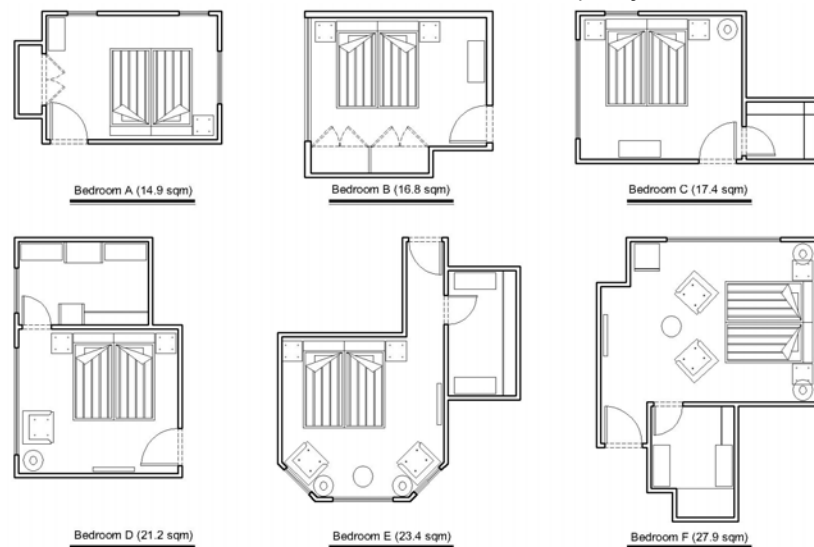 Bedroom A (14.9 sqm)
Bedroom B (16.8 sqm)
Bedroom C (17.4 sqm)
Bedroom D (21.2 sqm)
Bedroom E (23.4 sqm)
Bedroom F (27.9 sqm)